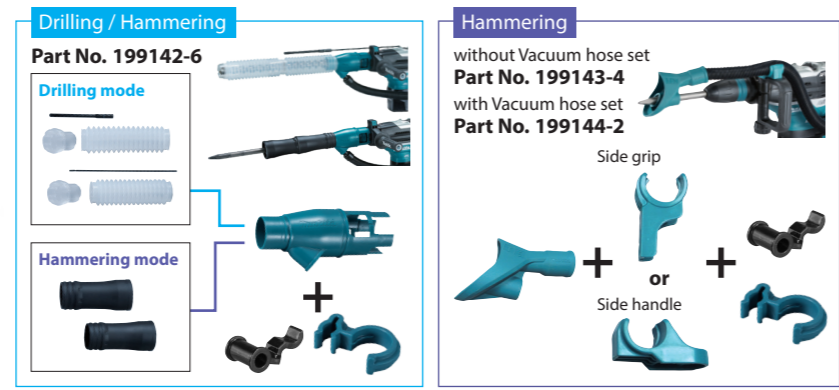 Drilling / Hammering
Part No. 199142-6
Drilling mode
Hammering mode
+
Hammering
without Vacuum hose set
Part No. 199143-4
with Vacuum hose set
Part No. 199144-2
Side grip
+
or
+
Side handle